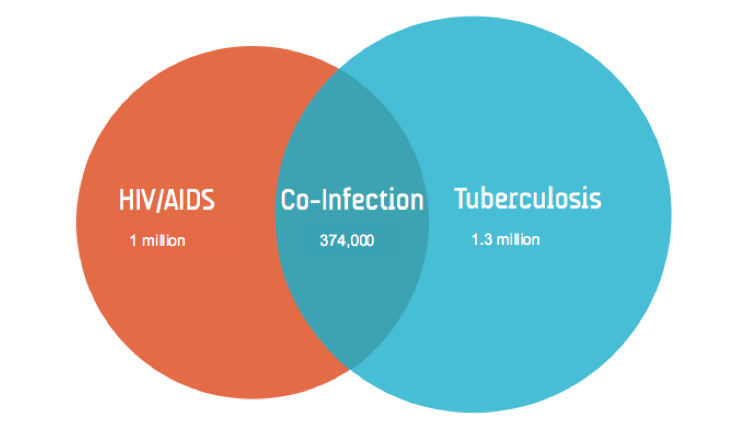 HIV/AIDS
1 million
Co-Infection
374,000
Tuberculosis
1.3 million